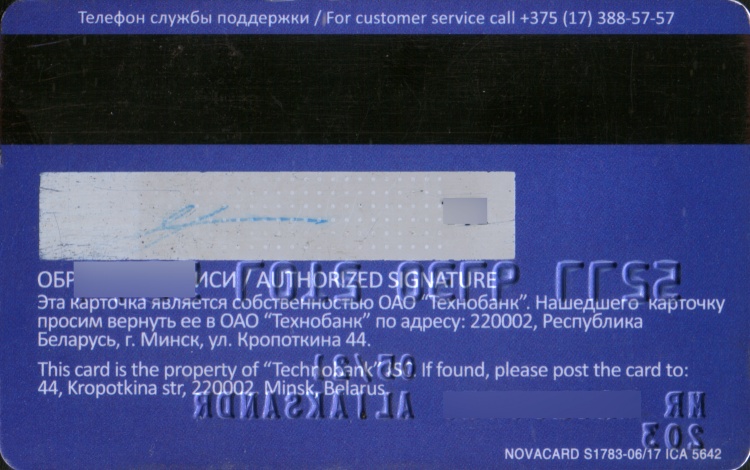 Телефон службы поддержки / For customer service call +375 (17) 388-57-57
AUTHORIZED SIGNATURE
Эта карточка является собственностью ОАО "Технобанк". Нашедшего карточку
просим вернуть ее в ОАО "Технобанк" по адресу: 220002, Республика
Беларусь, г. Минск, ул. Кропоткина 44.
This card is the property of "Technobank" JSC. If found, please post the card to:
44, Kropotkina str, 220002, Minsk, Belarus.
MR ALIAKSANDR
203
NOVACARD S1783-06/17 ICA 5642